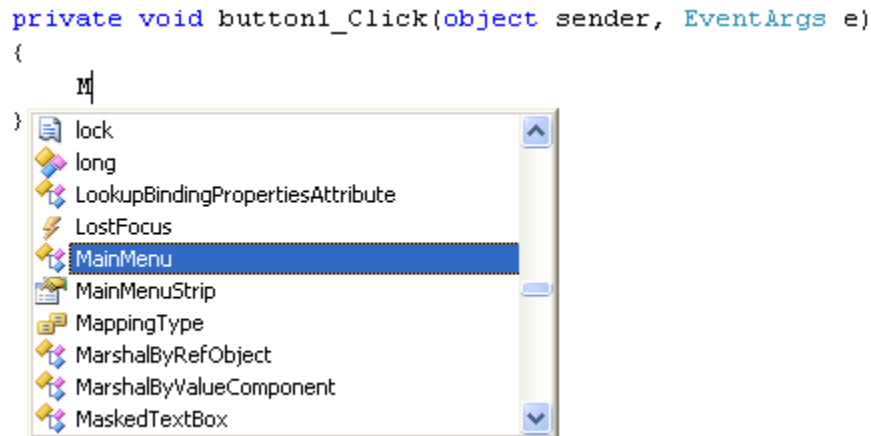 private void button1_Click(object sender, EventArgs e)
{
M
}
lock
long
LookupBindingPropertiesAttribute
LostFocus
MainMenu
MainMenuStrip
MappingType
MarshalByRefObject
MarshalByValueComponent
MaskedTextBox